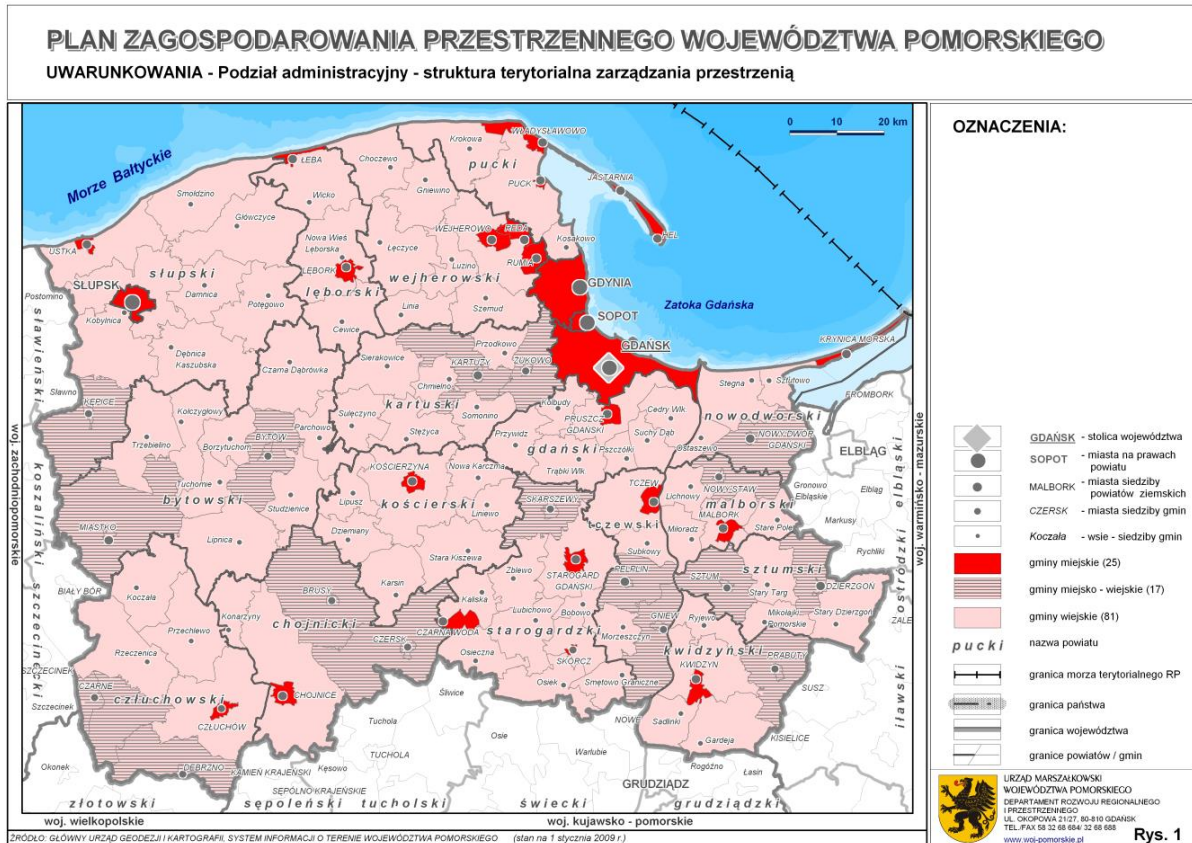 PLAN ZAGOSPODAROWANIA PRZESTRZENNEGO WOJEWÓDZTWA POMORSKIEGO
UWARUNKOWANIA - Podział administracyjny - struktura terytorialna zarządzania przestrzenią
0 10 20 km
Morze Bałtyckie
Zatoka Gdańska
WŁADYSŁAWOWO
Krokowa
pucki
ŁEBA
Choczewo
PUCK
JASTARNIA
Gniewino
Smołdzino
Wicko
Główczyce
HEL
USTKA
Nowa Wieś
Lęborska
Łęczyce
WEJHEROWO
REDA
Kosakowo
RUMIA
słupski
LĘBORK
Luzino
wejherowski
SŁUPSK
Damnica
lęborski
GDYNIA
Postomino
Potęgowo
Linia
Szemud
Kobylnica
Cewice
SOPOT
sławieński
Dębnica
Kaszubska
Sierakowice
Przodkowo
KARTUZY
ŻUKOWO
GDAŃSK
KRYNICA MORSKA
Czarna Dąbrówka
Chmielno
Sławno
KĘPICE
Stegna
Sztutowo
FROMBORK
Kołczygłowy
Sulęczyno
kartuski
Somonino
Kolbudy
PRUSZCZ
GDAŃSKI
Cedry Wlk
nowodworski
Parchowo
Stężyca
Przywidz
Suchy Dąb
Trzebielino
Borzytuchom
BYTÓW
gdański
Pszczółki
Ostaszewo
NOWY DWÓR
GDAŃSKI
ELBLĄG
Trąbki Wlk
KOŚCIERZYNA
Nowa Karczma
Tuchomie
bytowski
Studzienice
Lipusz
kościerski
Liniewo
SKARSZEWY
TCZEW
Lichnowy
NOWY STAW
Gronowo
Elbląskie
Elbląg
elbląski
MALBORK
malborski
Dziemiany
tczewski
Miłoradz
Stare Pole
Markusy
MIASTKO
Lipnica
Stara Kiszewa
Subkowy
Rychliki
koszaliński
STAROGARD
GDAŃSKI
PELPLIN
sztumski
SZTUM
DZIERZGOŃ
BIAŁY BÓR
Koczała
Karsin
Zblewo
Stary Targ
Konarzyny
BRUSY
Kaliska
Lubichowo
Bobowo
GNIEW
Ryjewo
Mikołajki
Pomorskie
Stary Dzierzgoń
ZALE
chojnicki
CZARNA WODA
starogardzki
Morzeszczyn
kwidzyński
Przechlewo
CZERSK
Rzeczenica
Osieczna
SKÓRCZ
PRABUTY
SZCZECINEK
CZARNE
człuchowski
CHOJNICE
KWIDZYN
Osiek
Smętowo Graniczne
SUSZ
Szczecinek
szczecinecki
CZŁUCHÓW
Śliwice
NOWE
Sadlinki
iławski
ostródzki
Tuchola
Osie
Gardeja
KISIELICE
TUCHOLA
Warlubie
Rogóźno
Okonek
DEBRZNO
KAMIEŃ KRAJEŃSKI
Kęsowo
SĘPÓLNO KRAJEŃSKIE
GRUDZIĄDZ
Łasin
złotowski
sępoleński
tucholski
świecki
grudziądzki
woj. wielkopolskie
woj. kujawsko - pomorskie
woj. zachodniopomorskie
woj. warmińsko - mazurskie
OZNACZENIA:
GDAŃSK - stolica województwa
SOPOT - miasta na prawach
powiatu
MALBORK - miasta siedziby
powiatów ziemskich
CZERSK - miasta siedziby gmin
Koczała - wsie - siedziby gmin
gminy miejskie (25)
gminy miejsko - wiejskie (17)
gminy wiejskie (81)
pucki nazwa powiatu
granica morza terytorialnego RP
granica państwa
granica województwa
granice powiatów / gmin
URZĄD MARSZAŁKOWSKI
WOJEWÓDZTWA POMORSKIEGO
DEPARTAMENT ROZWOJU REGIONALNEGO
I PRZESTRZENNEGO
UL. OKOPOWA 21/27, 80-810 GDAŃSK
TEL./FAX 58 32 68 684/ 32 68 688
www.woj-pomorskie.pl
Rys. 1
ŹRÓDŁO: GŁÓWNY URZĄD GEODEZJI I KARTOGRAFII, SYSTEM INFORMACJI O TERENIE WOJEWÓDZTWA POMORSKIEGO (stan na 1 stycznia 2009 r.)